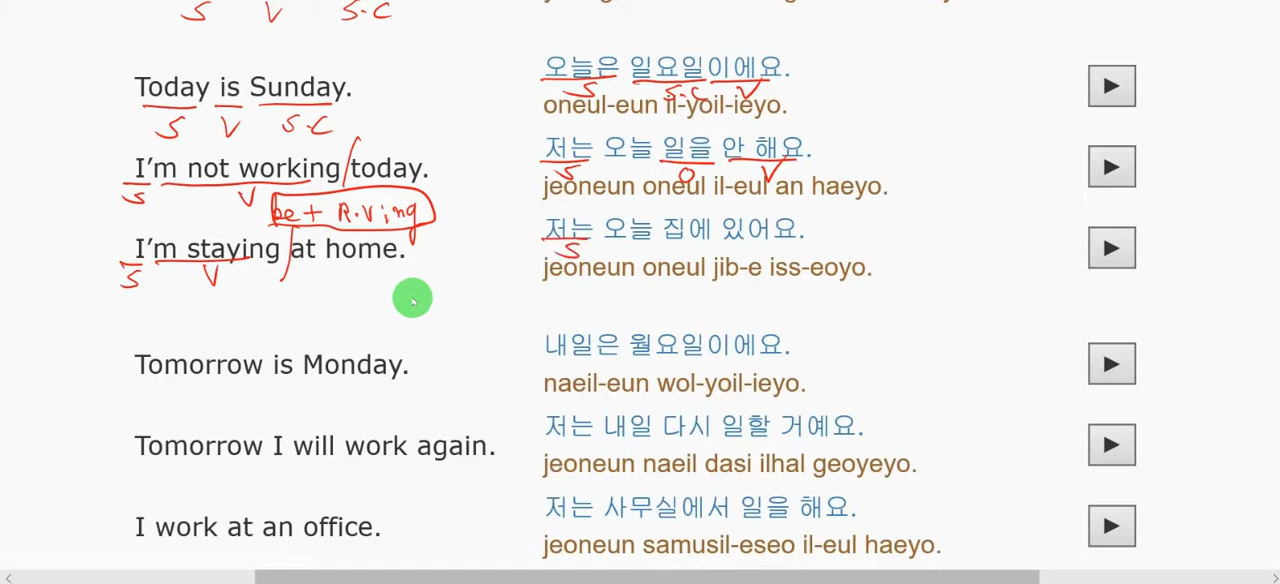 S V S.C
Today is Sunday. 오늘은 일요일이에요.
S V S.C S S.C V
oneul-eun il-yoil-ieyo.
I'm not working / today. 저는 오늘 일을 안 해요.
S V S O V
jeoneun oneul il-eul an haeyo.
be + R.Ving
I'm staying / at home. 저는 오늘 집에 있어요.
S V S
jeoneun oneul jib-e iss-eoyo.
Tomorrow is Monday. 내일은 월요일이에요.
naeil-eun wol-yoil-ieyo.
Tomorrow I will work again. 저는 내일 다시 일할 거예요.
jeoneun naeil dasi ilhal geoyeyo.
I work at an office. 저는 사무실에서 일을 해요.
jeoneun samusil-eseo il-eul haeyo.